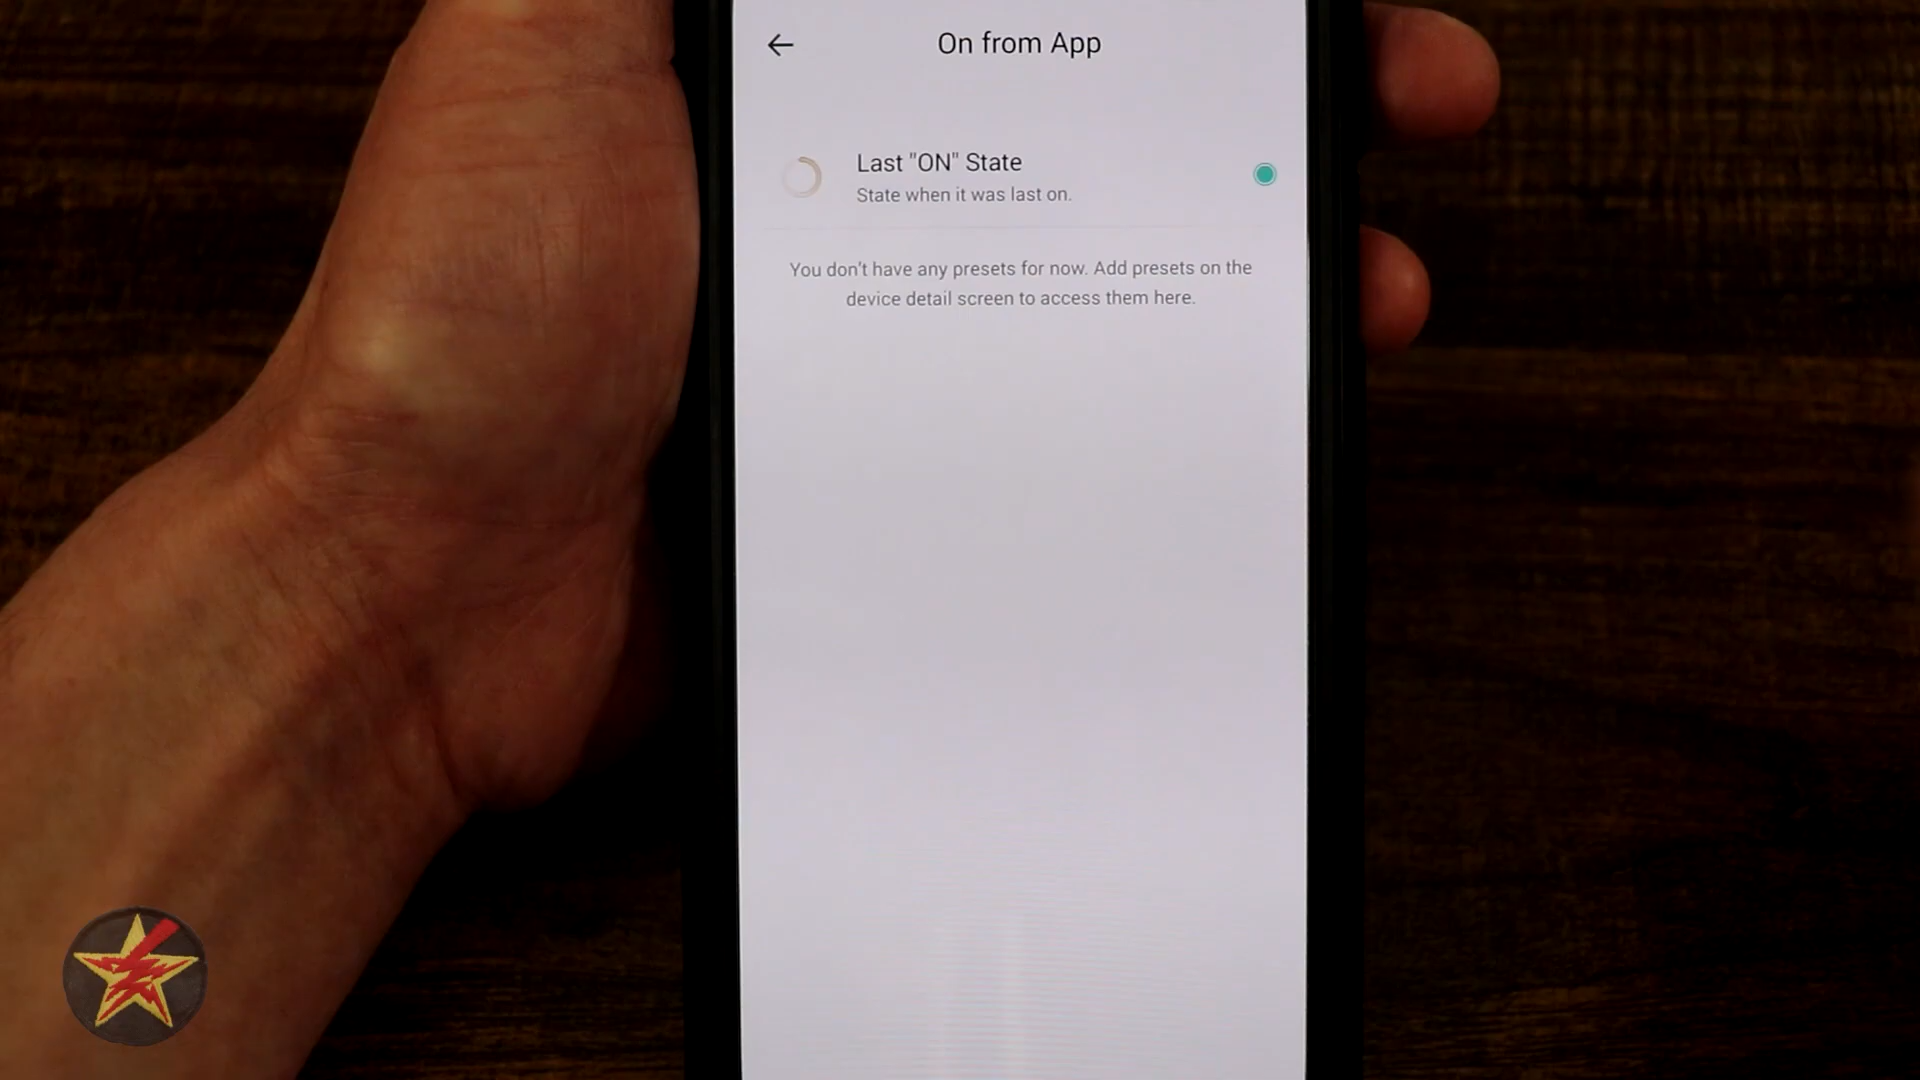 On from App
Last "ON" State
State when it was last on.
You don't have any presets for now. Add presets on the
device detail screen to access them here.